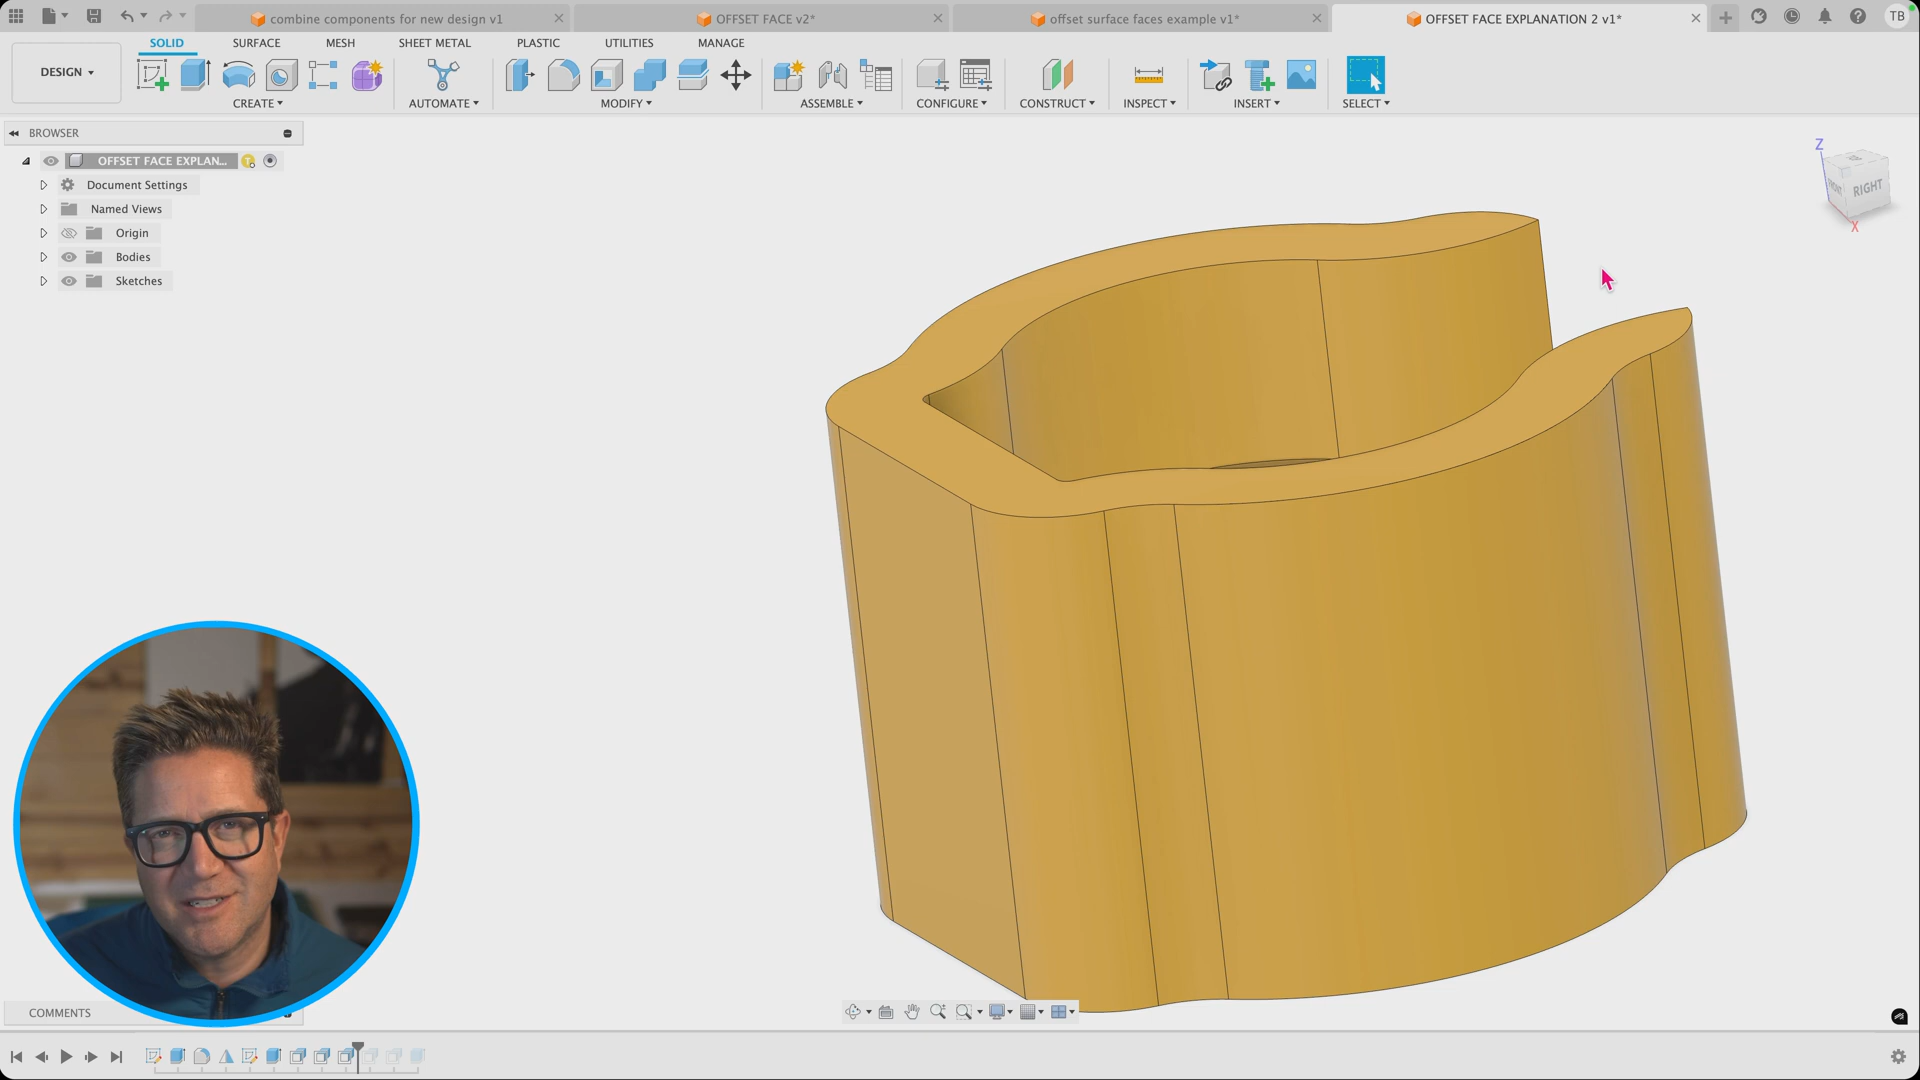 combine components for new design v1
OFFSET FACE v2*
offset surface faces example v1*
OFFSET FACE EXPLANATION 2 v1*
TB
SOLID
SURFACE
MESH
SHEET METAL
PLASTIC
UTILITIES
MANAGE
DESIGN
CREATE
AUTOMATE
MODIFY
ASSEMBLE
CONFIGURE
CONSTRUCT
INSPECT
INSERT
SELECT
BROWSER
OFFSET FACE EXPLAN...
Document Settings
Named Views
Origin
Bodies
Sketches
Z
FRONT
RIGHT
X
COMMENTS